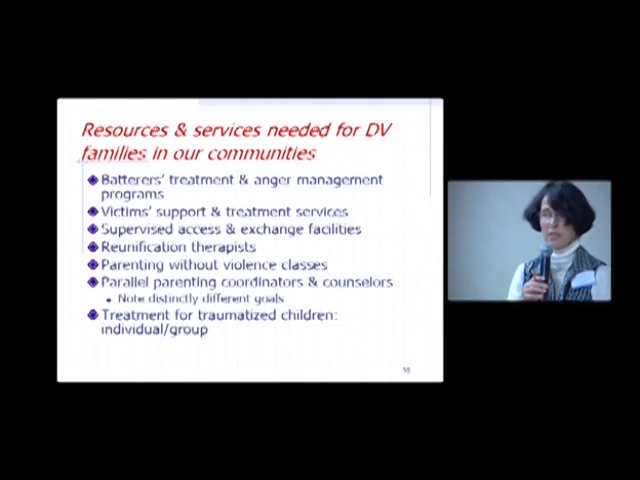 Resources & services needed for DV
families in our communities
Batterers' treatment & anger management
programs
Victims' support & treatment services
Supervised access & exchange facilities
Reunification therapists
Parenting without violence classes
Parallel parenting coordinators & counselors
Note distinctly different goals
Treatment for traumatized children:
individual/group